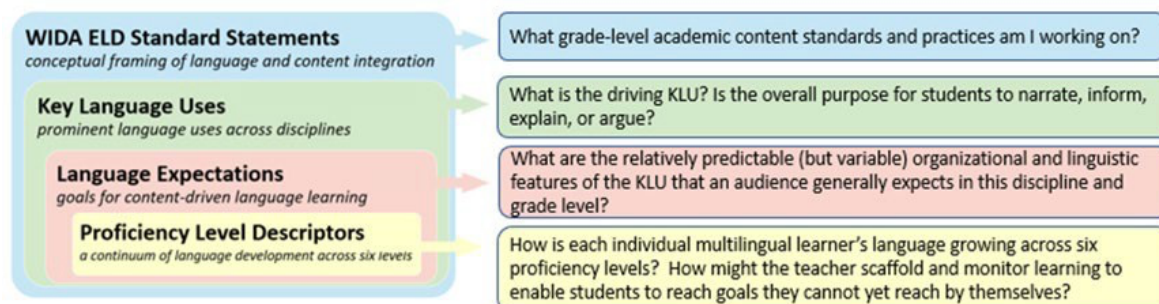 WIDA ELD Standard Statements
conceptual framing of language and content integration
What grade-level academic content standards and practices am I working on?
Key Language Uses
prominent language uses across disciplines
What is the driving KLU? Is the overall purpose for students to narrate, inform,
explain, or argue?
Language Expectations
goals for content-driven language learning
What are the relatively predictable (but variable) organizational and linguistic
features of the KLU that an audience generally expects in this discipline and
grade level?
Proficiency Level Descriptors
a continuum of language development across six levels
How is each individual multilingual learner's language growing across six
proficiency levels? How might the teacher scaffold and monitor learning to
enable students to reach goals they cannot yet reach by themselves?